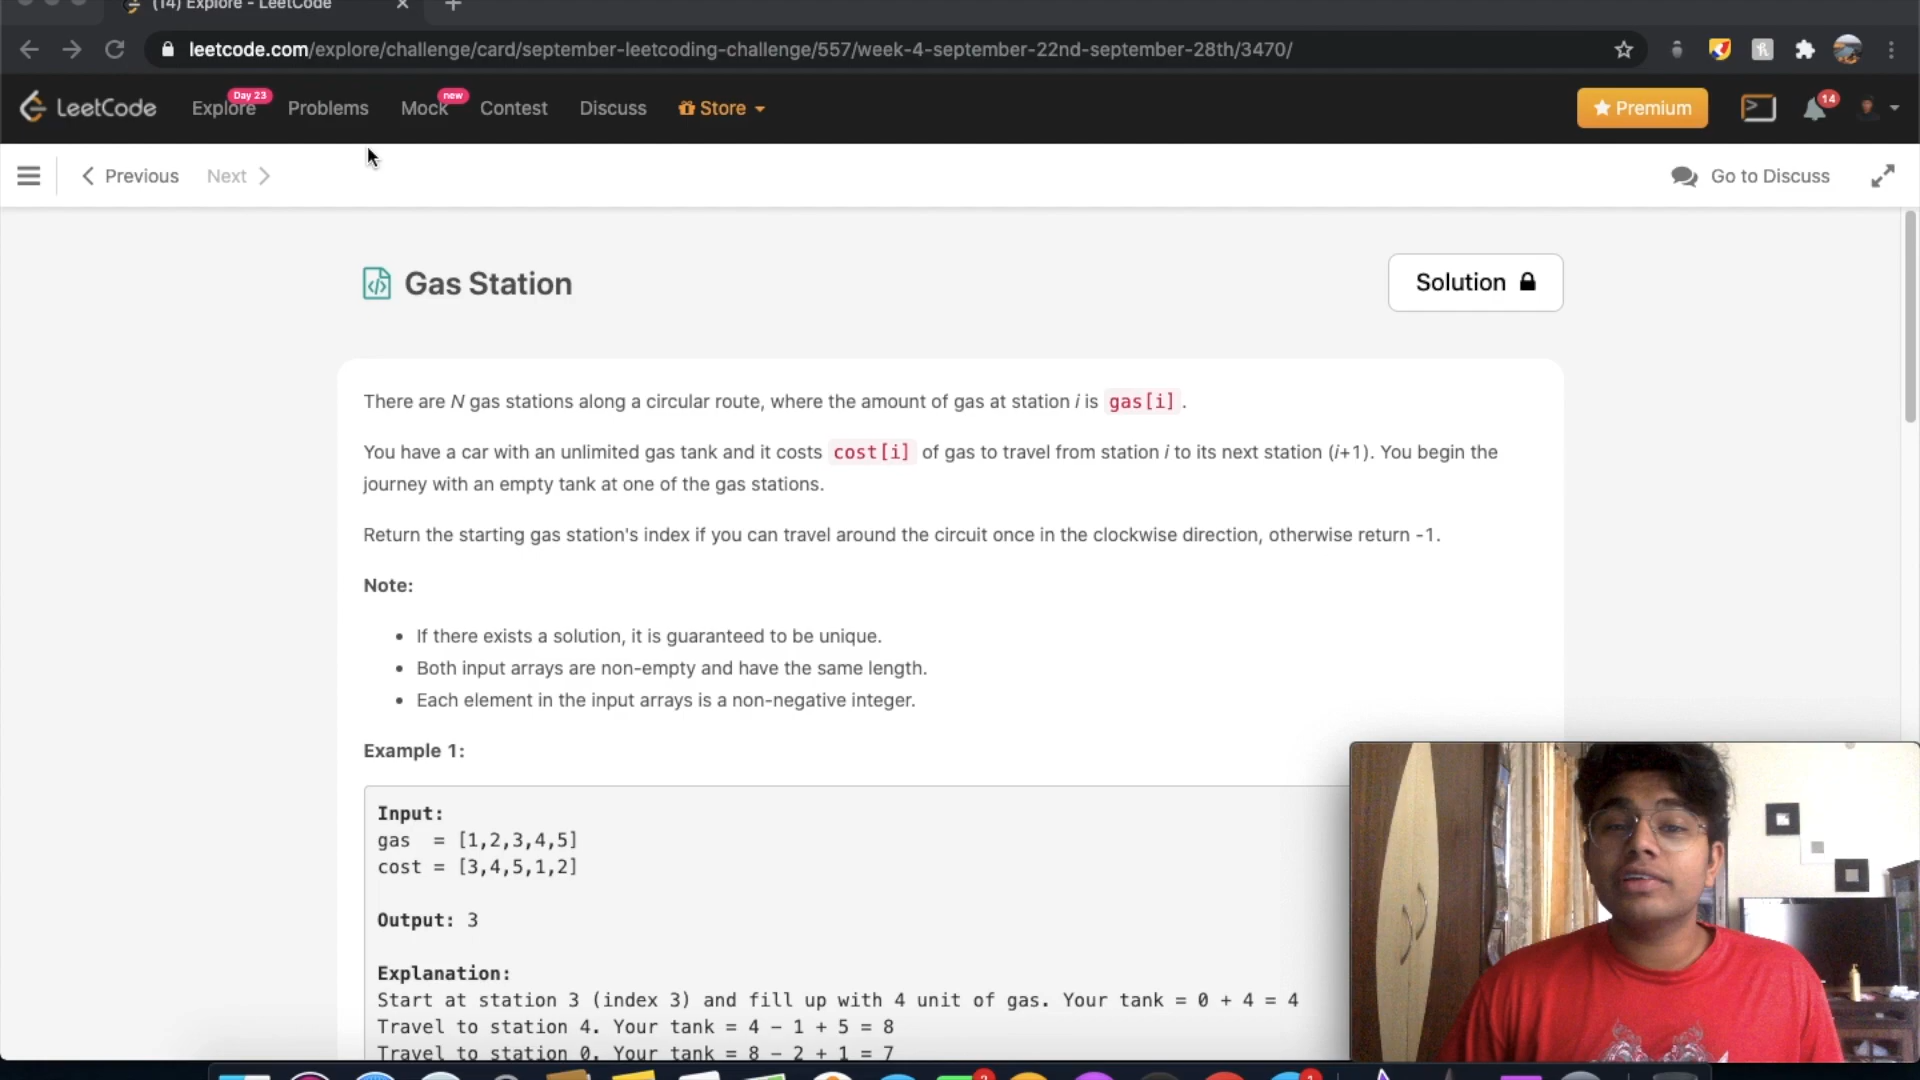 (14) Explore - LeetCode
leetcode.com/explore/challenge/card/september-leetcoding-challenge/557/week-4-september-22nd-september-28th/3470/
LeetCode Explore Day 23 Problems Mock new Contest Discuss Store Premium 14
Previous Next Go to Discuss
Gas Station Solution
There are N gas stations along a circular route, where the amount of gas at station i is gas[i] .
You have a car with an unlimited gas tank and it costs cost[i] of gas to travel from station i to its next station (i+1). You begin the
journey with an empty tank at one of the gas stations.
Return the starting gas station's index if you can travel around the circuit once in the clockwise direction, otherwise return -1.
Note:
• If there exists a solution, it is guaranteed to be unique.
• Both input arrays are non-empty and have the same length.
• Each element in the input arrays is a non-negative integer.
Example 1:
Input:
gas = [1,2,3,4,5]
cost = [3,4,5,1,2]
Output: 3
Explanation:
Start at station 3 (index 3) and fill up with 4 unit of gas. Your tank = 0 + 4 = 4
Travel to station 4. Your tank = 4 - 1 + 5 = 8
Travel to station 0. Your tank = 8 - 2 + 1 = 7